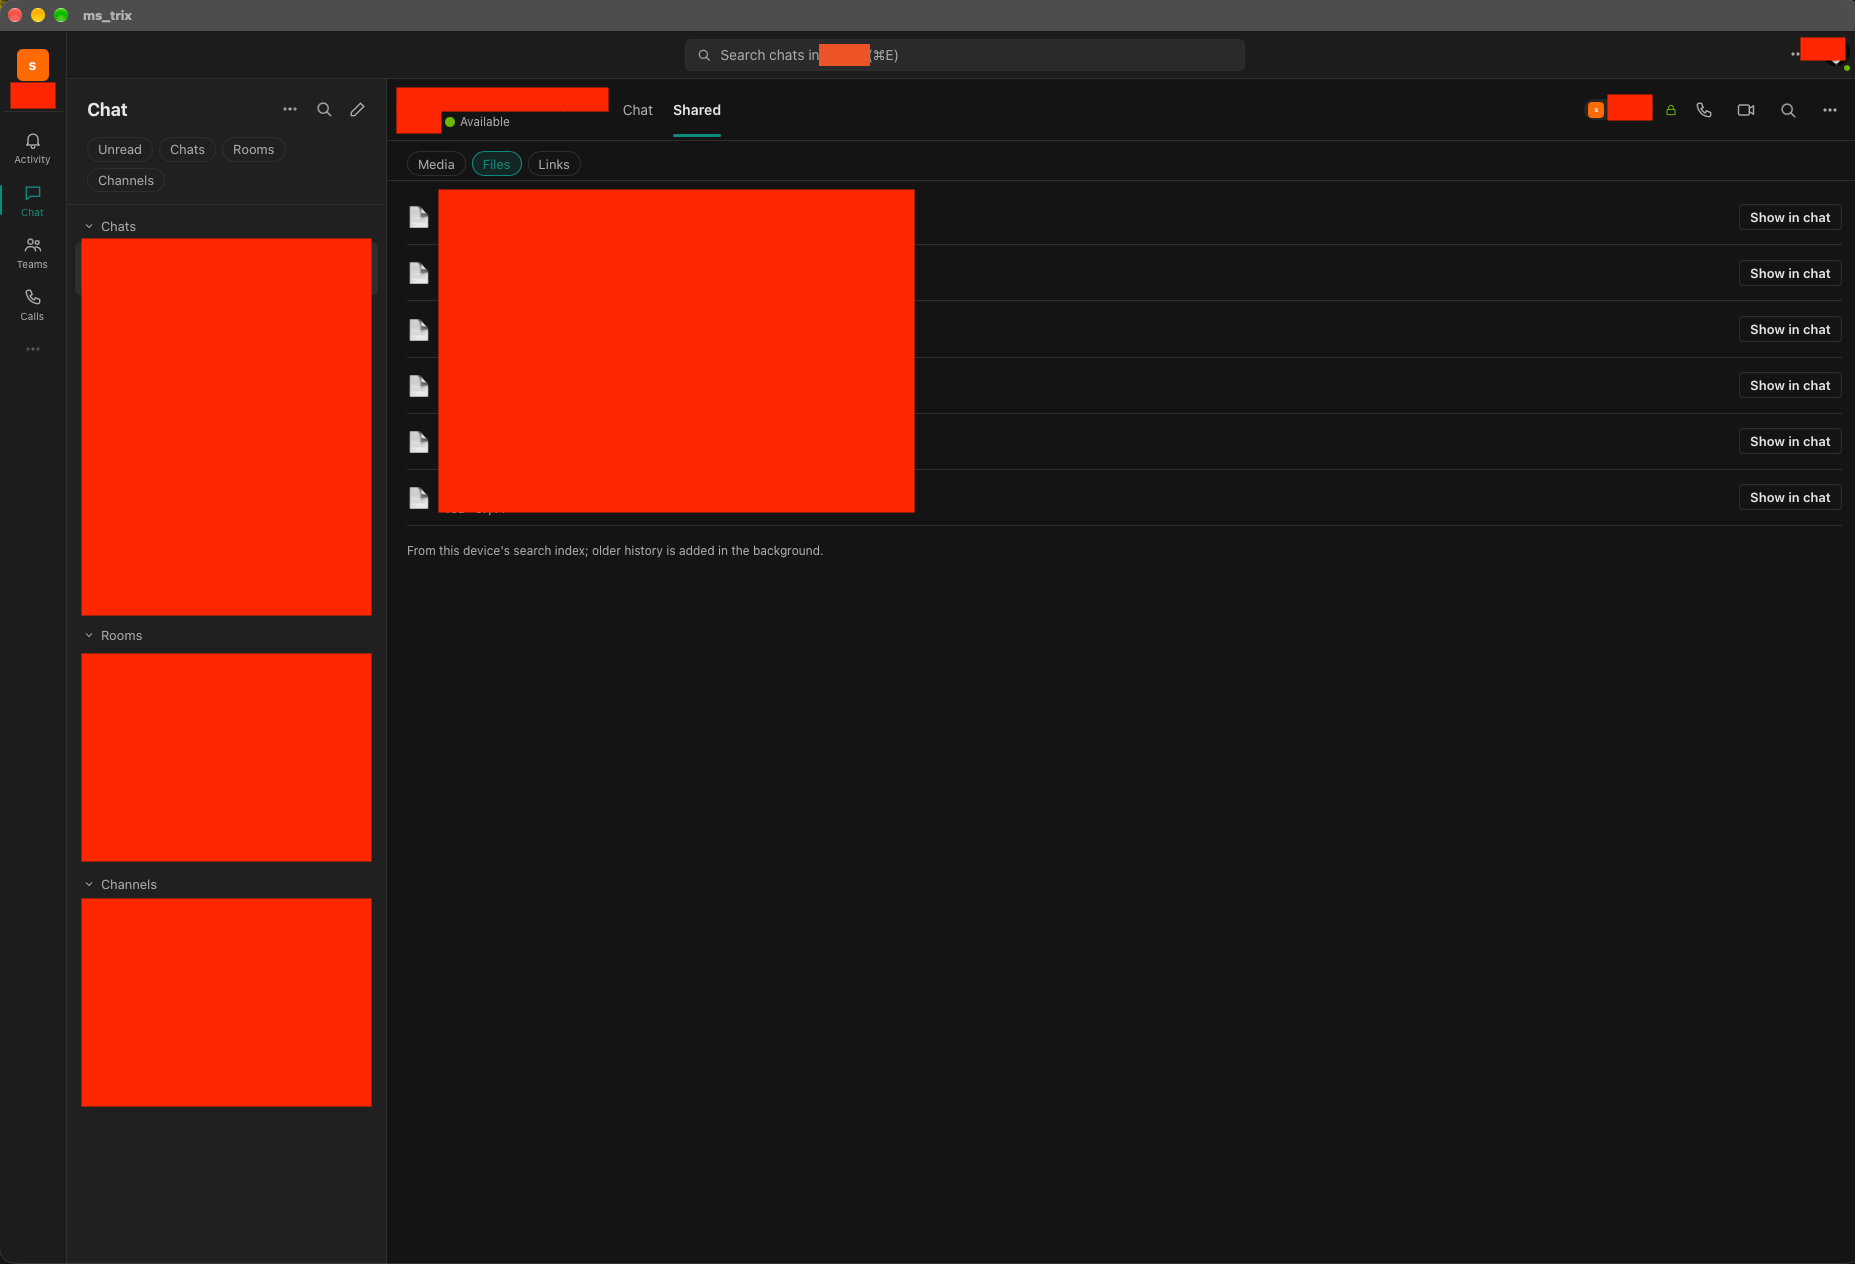 ms_trix
s
Search chats in (⌘E)
Activity
Chat
Teams
Calls
Chat
Unread
Chats
Rooms
Channels
Chats
Rooms
Channels
Available
Chat
Shared
s
Media
Files
Links
Show in chat
Show in chat
Show in chat
Show in chat
Show in chat
Show in chat
From this device's search index; older history is added in the background.